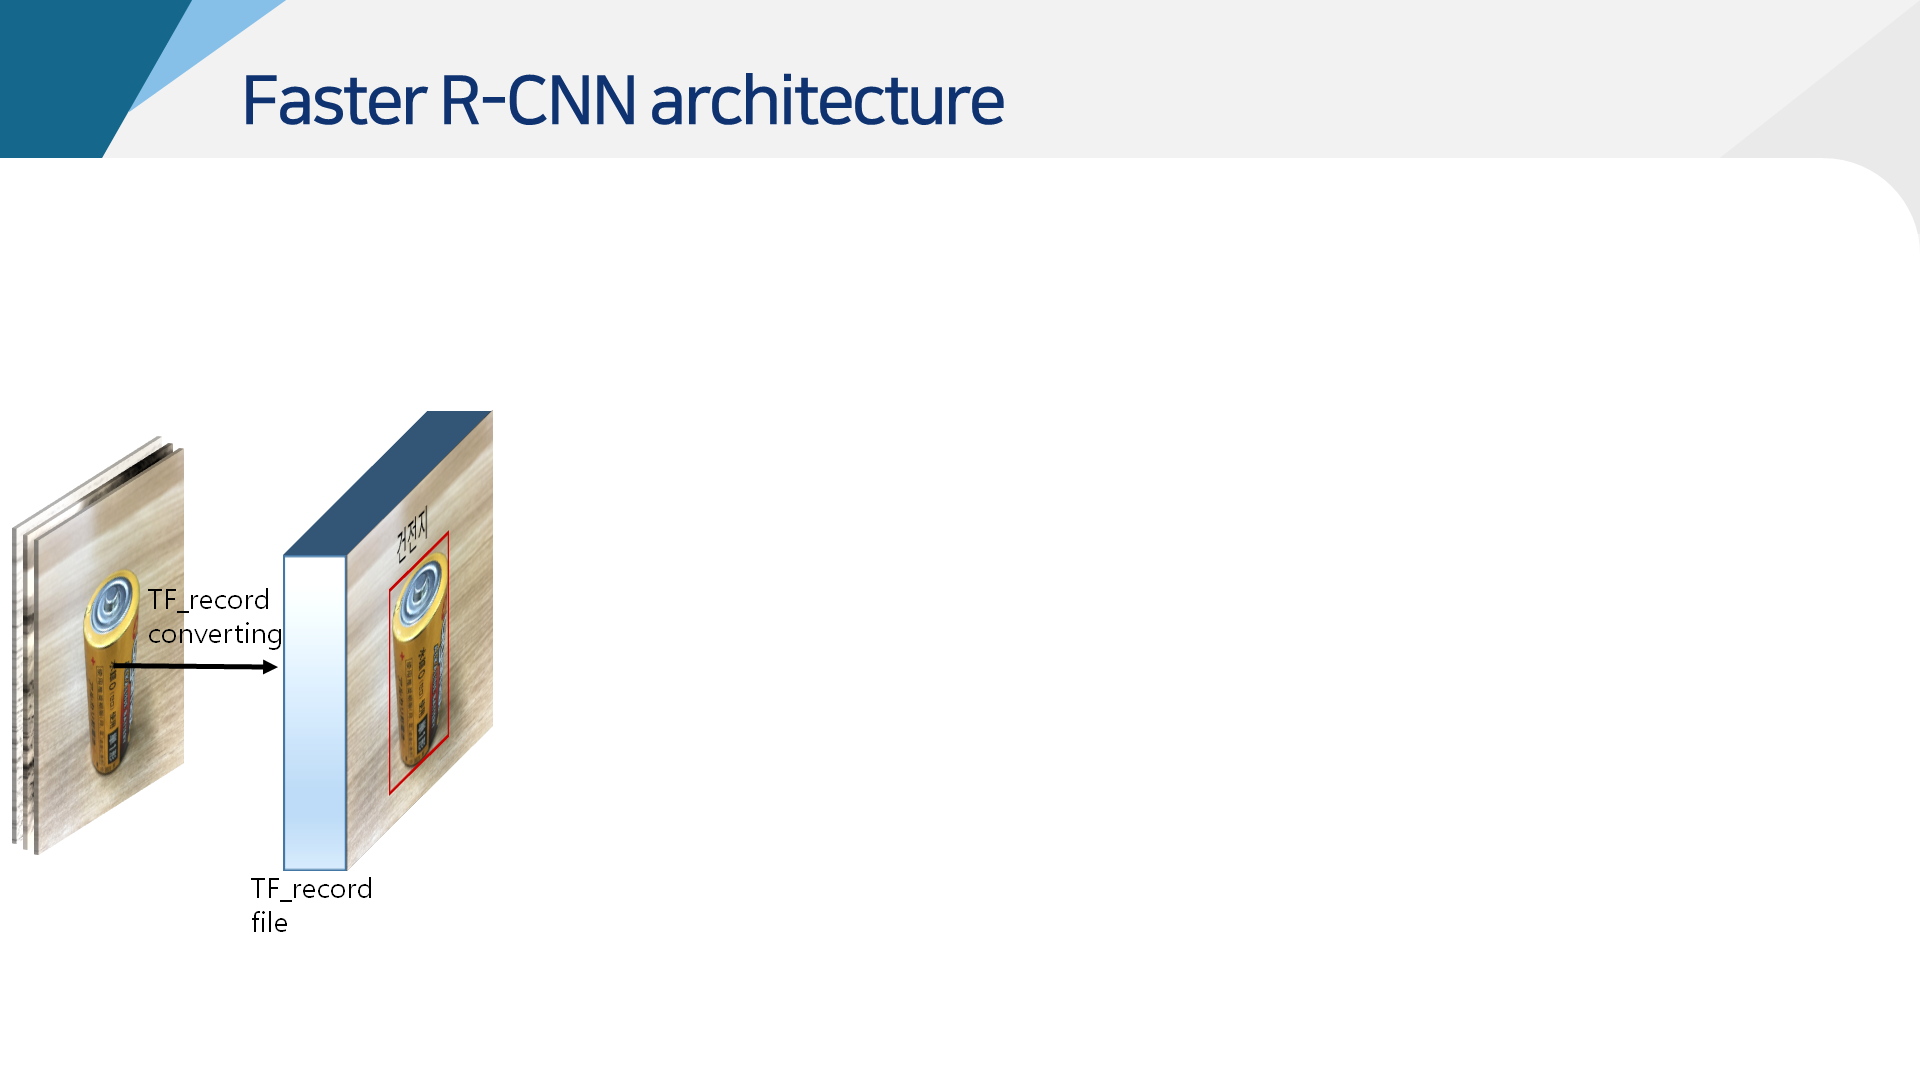 Faster R-CNN architecture
건전지
TF_record
converting
TF_record
file